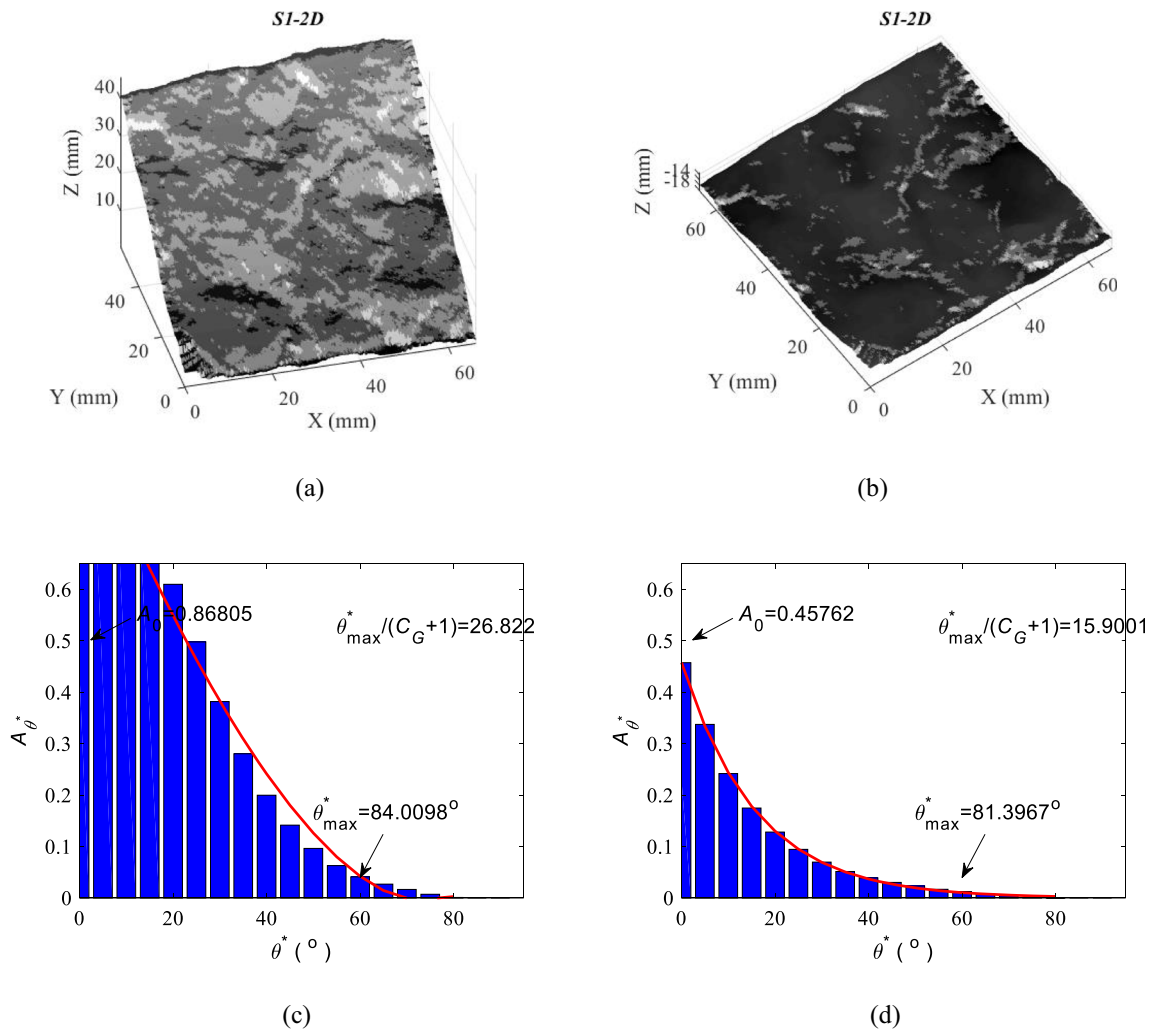 S1-2D
40
30
20
10
Z (mm)
40
20
0
Y (mm)
0
20
40
60
X (mm)
(a)
S1-2D
-14
-18
Z (mm)
60
40
20
0
Y (mm)
0
20
40
60
X (mm)
(b)
0.6
0.5
0.4
0.3
0.2
0.1
0
A_θ*
A_0=0.86805
θ*_max/(C_G+1)=26.822
θ*_max=84.0098°
0
20
40
60
80
θ* (°)
(c)
0.6
0.5
0.4
0.3
0.2
0.1
0
A_θ*
A_0=0.45762
θ*_max/(C_G+1)=15.9001
θ*_max=81.3967°
0
20
40
60
80
θ* (°)
(d)